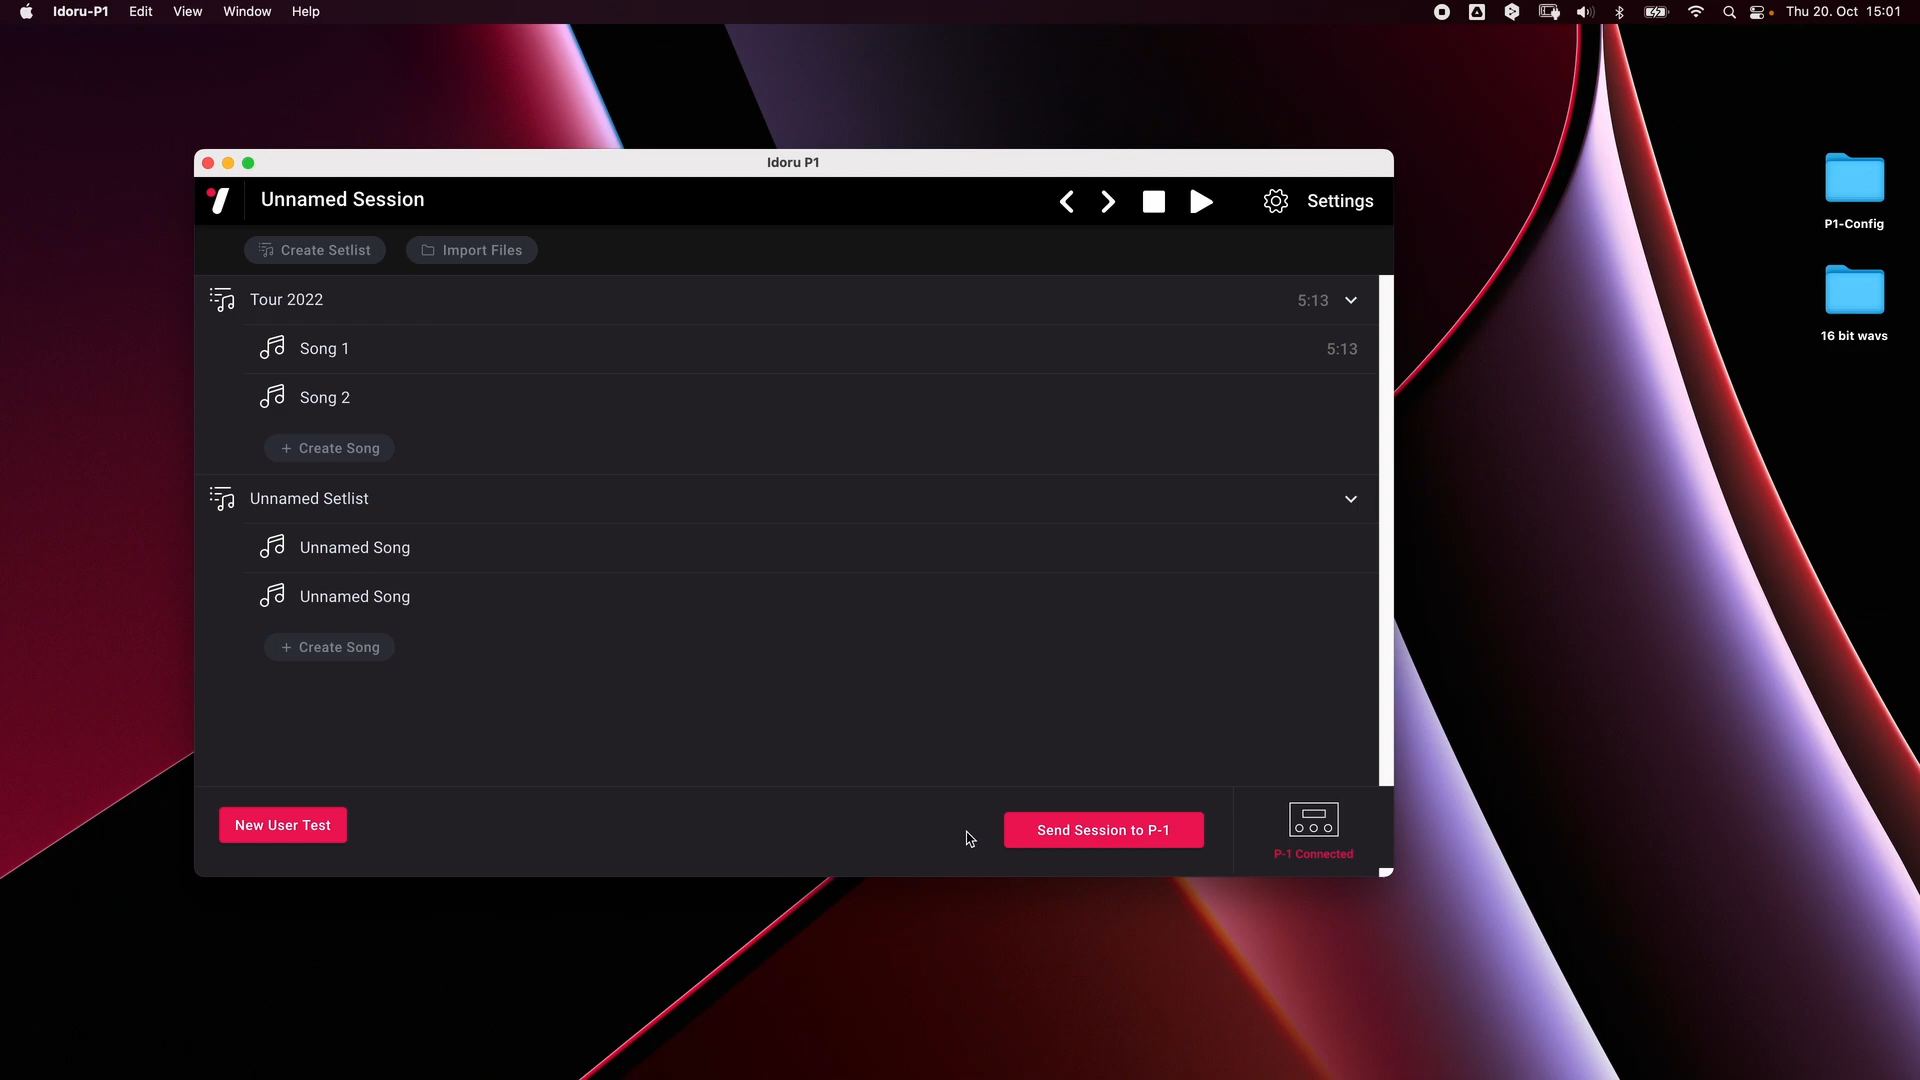 Idoru-P1 Edit View Window Help Thu 20. Oct 15:01
Idoru P1
Unnamed Session Settings
Create Setlist Import Files
Tour 2022 5:13
Song 1 5:13
Song 2
+ Create Song
Unnamed Setlist
Unnamed Song
Unnamed Song
+ Create Song
New User Test
Send Session to P-1
P-1 Connected
P1-Config
16 bit wavs